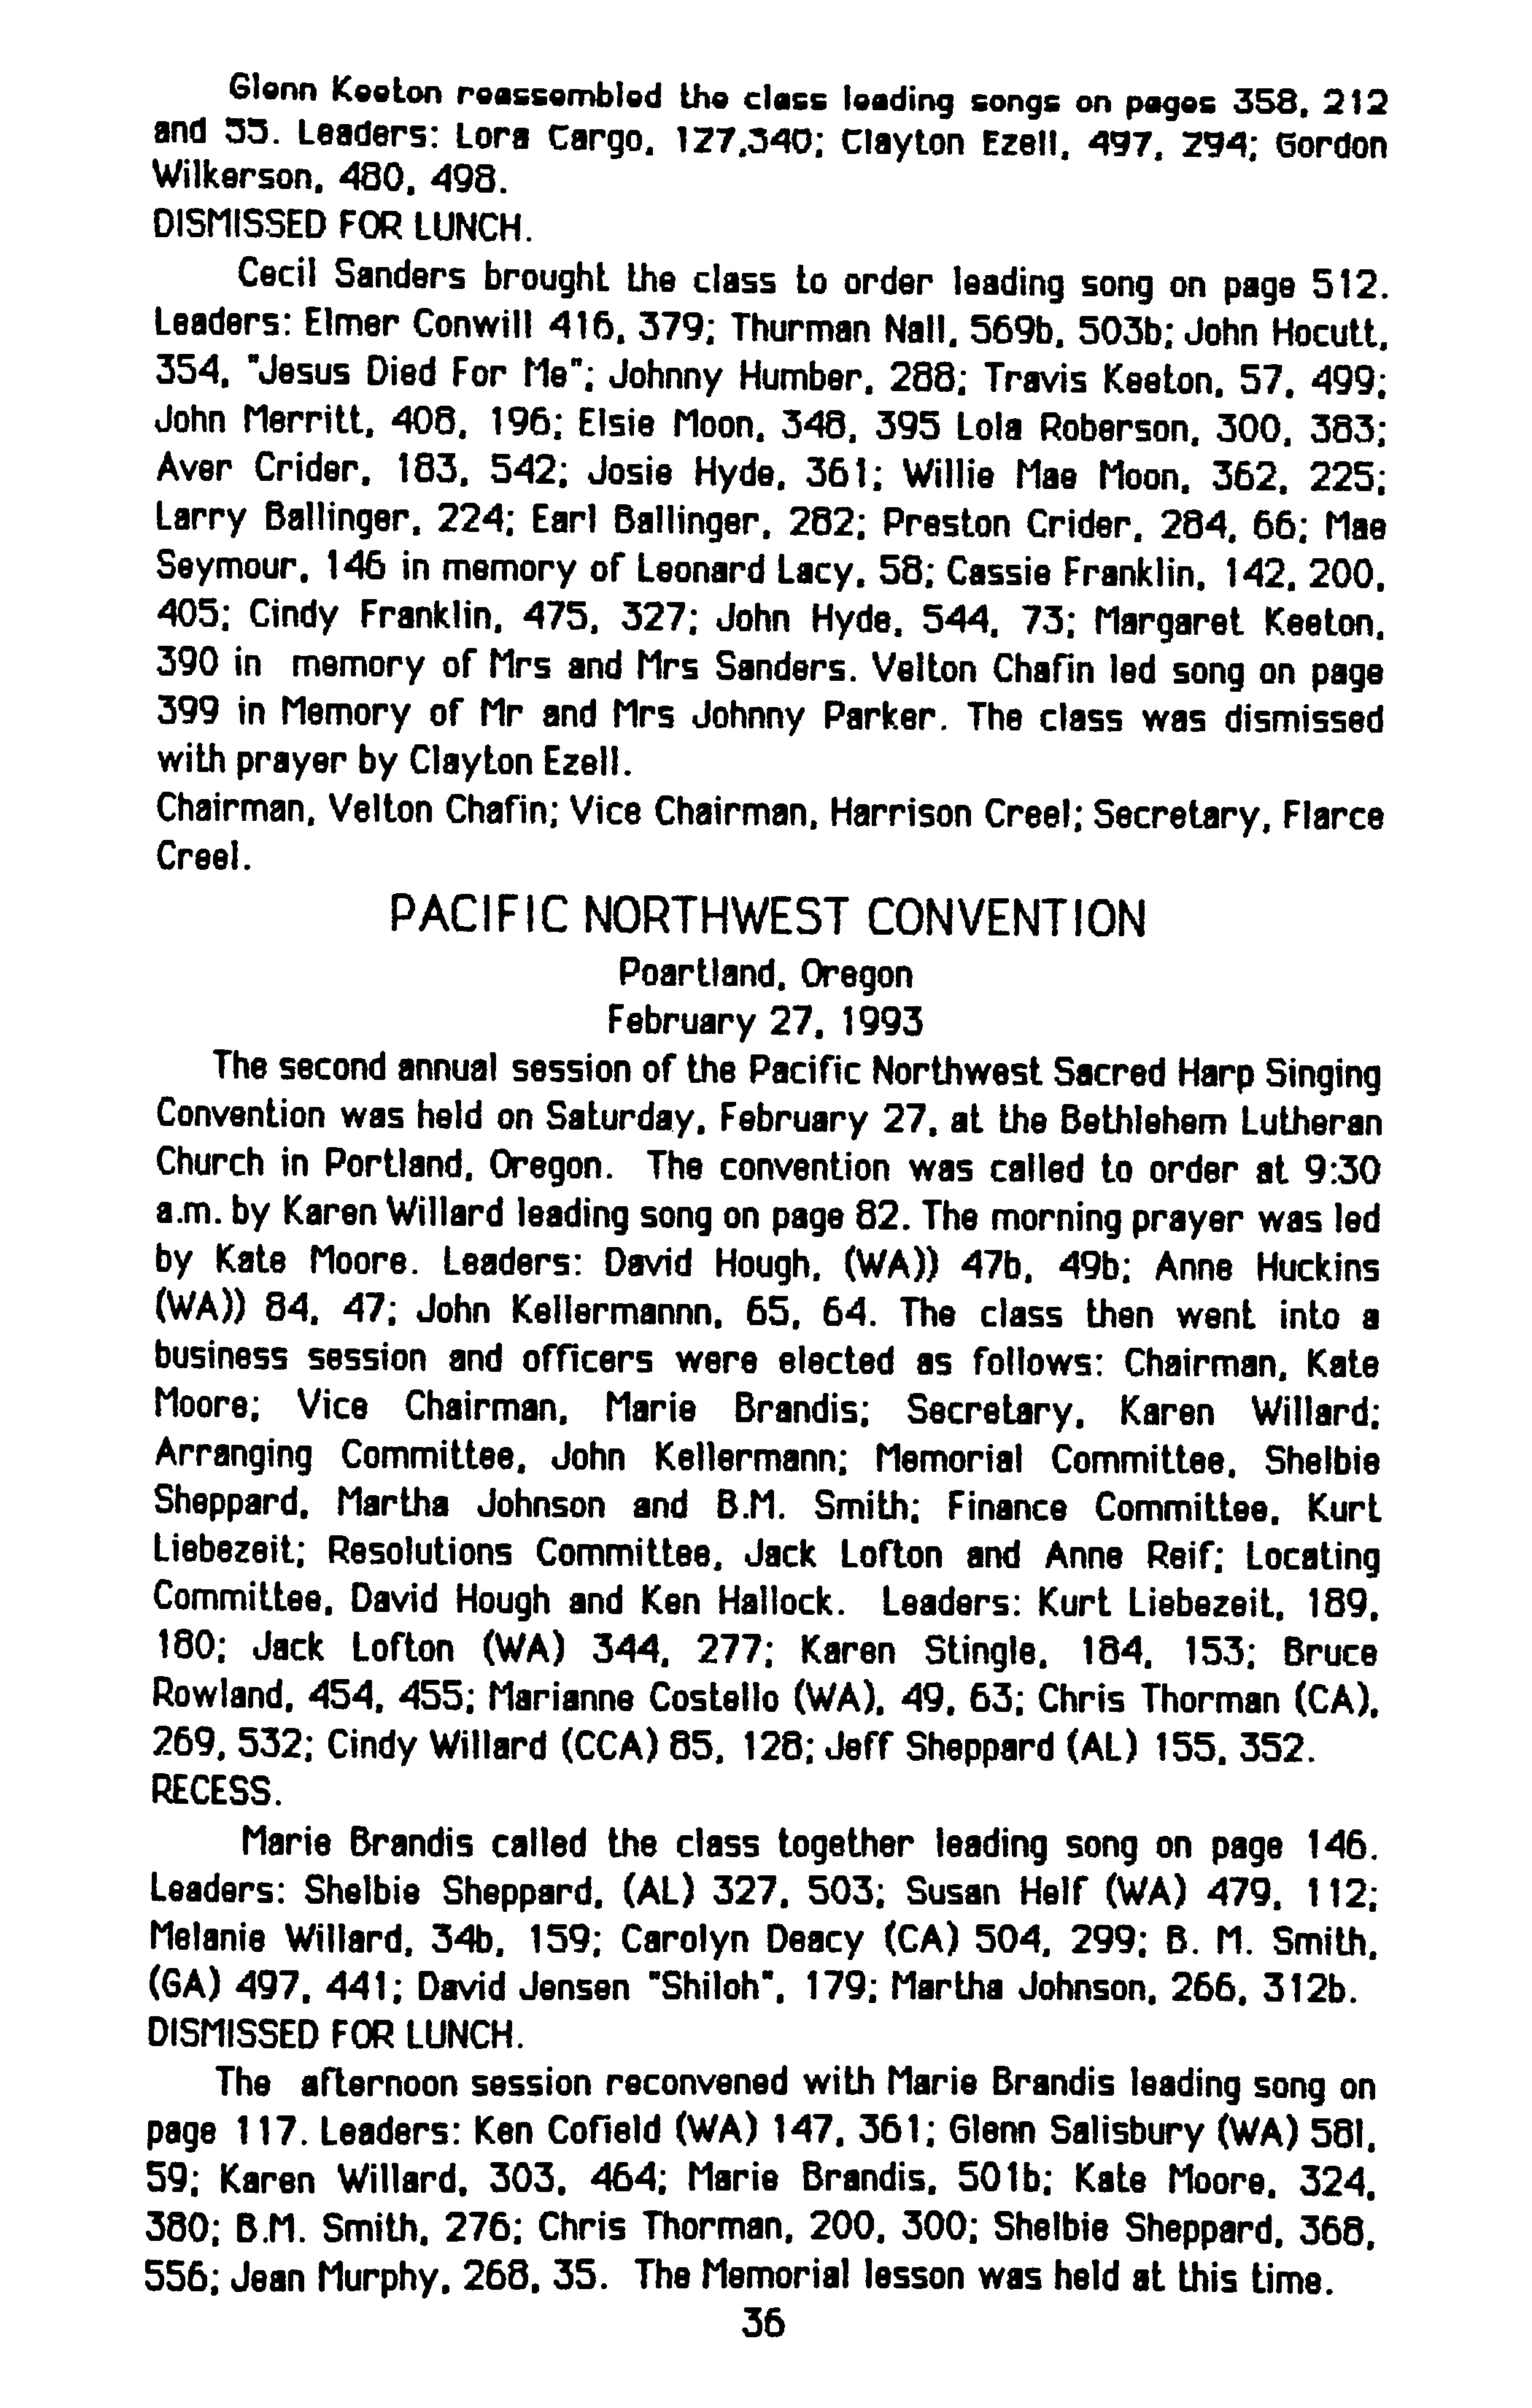 Glenn Keeton reassembled the class leading songs on pages 358, 212
and 55. Leaders: Lora Cargo, 127,340; Clayton Ezell, 497, 294; Gordon
Wilkerson, 480, 498.
DISMISSED FOR LUNCH.
Cecil Sanders brought the class to order leading song on page 512.
Leaders: Elmer Conwill 416, 379; Thurman Nall, 569b, 503b; John Hocutt,
354, "Jesus Died For Me"; Johnny Humber, 288; Travis Keeton, 57, 499;
John Merritt, 408, 196; Elsie Moon, 348, 395 Lola Roberson, 300, 383;
Aver Crider, 183, 542; Josie Hyde, 361; Willie Mae Moon, 362, 225;
Larry Ballinger, 224; Earl Ballinger, 282; Preston Crider, 284, 66; Mae
Seymour, 146 in memory of Leonard Lacy, 58; Cassie Franklin, 142, 200,
405; Cindy Franklin, 475, 327; John Hyde, 544, 73; Margaret Keeton,
390 in memory of Mrs and Mrs Sanders. Velton Chafin led song on page
399 in Memory of Mr and Mrs Johnny Parker. The class was dismissed
with prayer by Clayton Ezell.
Chairman, Velton Chafin; Vice Chairman, Harrison Creel; Secretary, Flarce
Creel.
PACIFIC NORTHWEST CONVENTION
Poartland, Oregon
February 27, 1993
The second annual session of the Pacific Northwest Sacred Harp Singing
Convention was held on Saturday, February 27, at the Bethlehem Lutheran
Church in Portland, Oregon. The convention was called to order at 9:30
a.m. by Karen Willard leading song on page 82. The morning prayer was led
by Kate Moore. Leaders: David Hough, (WA)) 47b, 49b; Anne Huckins
(WA)) 84, 47; John Kellermannn, 65, 64. The class then went into a
business session and officers were elected as follows: Chairman, Kate
Moore; Vice Chairman, Marie Brandis; Secretary, Karen Willard;
Arranging Committee, John Kellermann; Memorial Committee, Shelbie
Sheppard, Martha Johnson and B.M. Smith; Finance Committee, Kurt
Liebezeit; Resolutions Committee, Jack Lofton and Anne Reif; Locating
Committee, David Hough and Ken Hallock. Leaders: Kurt Liebezeit, 189,
180; Jack Lofton (WA) 344, 277; Karen Stingle, 184, 153; Bruce
Rowland, 454, 455; Marianne Costello (WA), 49, 63; Chris Thorman (CA),
269, 532; Cindy Willard (CCA) 85, 128; Jeff Sheppard (AL) 155, 352.
RECESS.
Marie Brandis called the class together leading song on page 146.
Leaders: Shelbie Sheppard, (AL) 327, 503; Susan Helf (WA) 479, 112;
Melanie Willard, 34b, 159; Carolyn Deacy (CA) 504, 299; B. M. Smith,
(GA) 497, 441; David Jensen "Shiloh", 179; Martha Johnson, 266, 312b.
DISMISSED FOR LUNCH.
The afternoon session reconvened with Marie Brandis leading song on
page 117. Leaders: Ken Cofield (WA) 147, 361; Glenn Salisbury (WA) 581,
59; Karen Willard, 303, 464; Marie Brandis, 501b; Kate Moore, 324,
380; B.M. Smith, 276; Chris Thorman, 200, 300; Shelbie Sheppard, 368,
556; Jean Murphy, 268, 35. The Memorial lesson was held at this time.
36